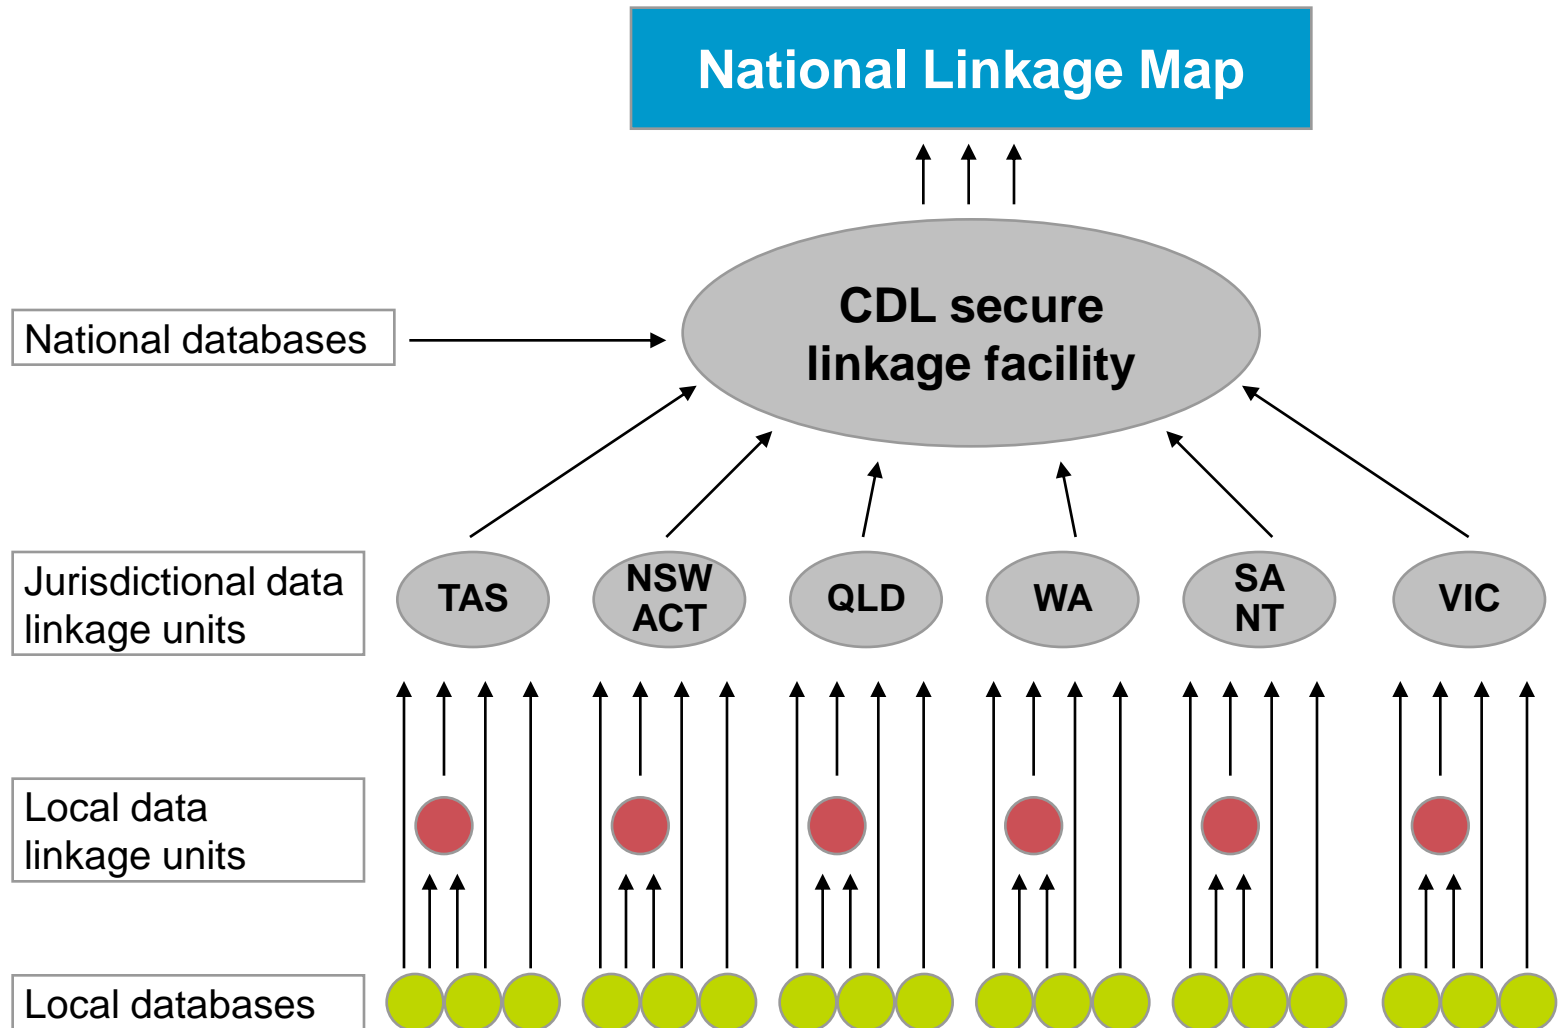 National Linkage Map
CDL secure
linkage facility
National databases
Jurisdictional data
linkage units
TAS
NSW
ACT
QLD
WA
SA
NT
VIC
Local data
linkage units
Local databases